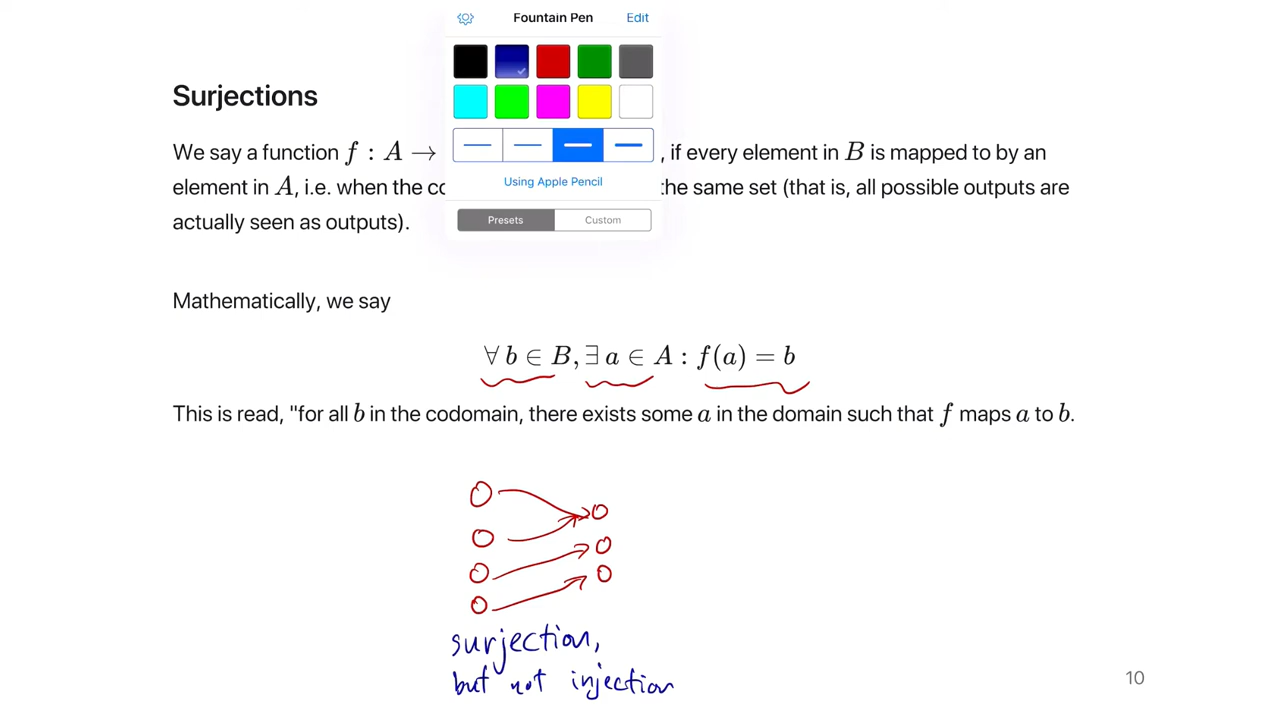 Fountain Pen
Edit
Surjections
We say a function f : A → , if every element in B is mapped to by an
element in A, i.e. when the co the same set (that is, all possible outputs are
actually seen as outputs).
Using Apple Pencil
Presets
Custom
Mathematically, we say
∀ b ∈ B, ∃ a ∈ A : f(a) = b
This is read, "for all b in the codomain, there exists some a in the domain such that f maps a to b.
surjection,
but not injection
10